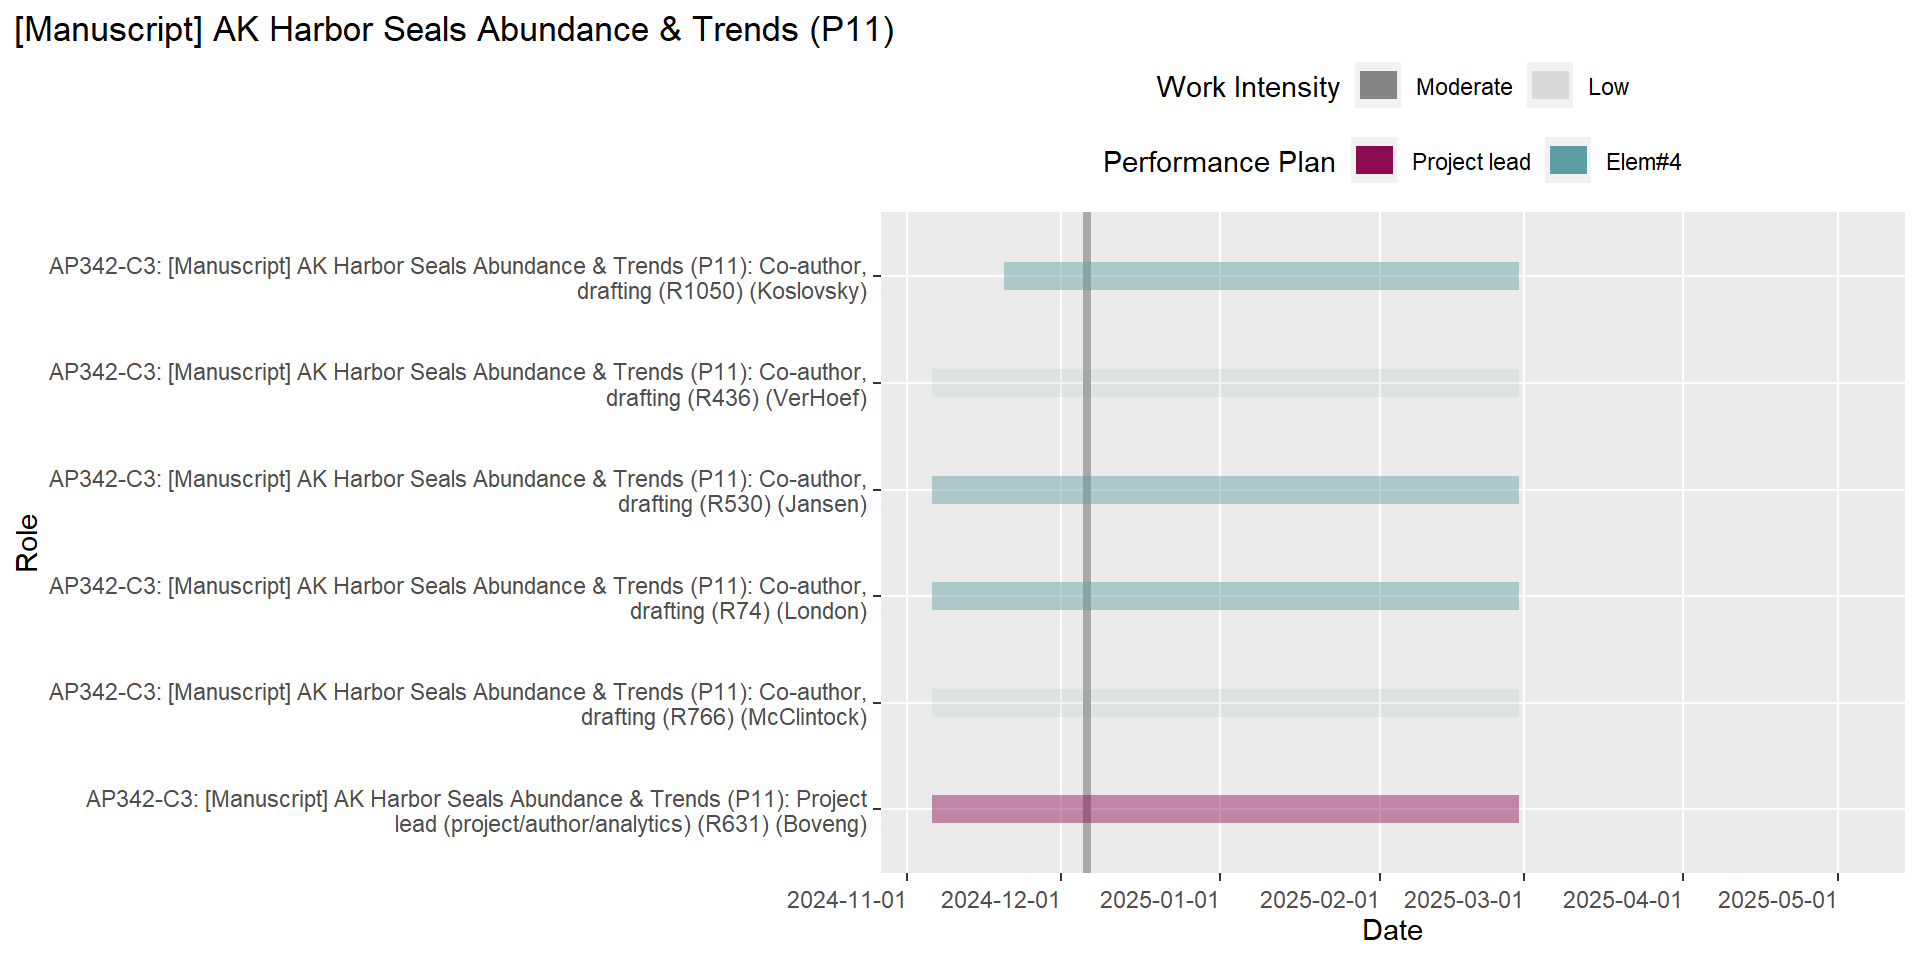 [Manuscript] AK Harbor Seals Abundance & Trends (P11)
Work Intensity Moderate Low
Performance Plan Project lead Elem#4
AP342-C3: [Manuscript] AK Harbor Seals Abundance & Trends (P11): Co-author,
drafting (R1050) (Koslovsky)
AP342-C3: [Manuscript] AK Harbor Seals Abundance & Trends (P11): Co-author,
drafting (R436) (VerHoef)
AP342-C3: [Manuscript] AK Harbor Seals Abundance & Trends (P11): Co-author,
drafting (R530) (Jansen)
AP342-C3: [Manuscript] AK Harbor Seals Abundance & Trends (P11): Co-author,
drafting (R74) (London)
AP342-C3: [Manuscript] AK Harbor Seals Abundance & Trends (P11): Co-author,
drafting (R766) (McClintock)
AP342-C3: [Manuscript] AK Harbor Seals Abundance & Trends (P11): Project
lead (project/author/analytics) (R631) (Boveng)
Role
2024-11-01 2024-12-01 2025-01-01 2025-02-01 2025-03-01 2025-04-01 2025-05-01
Date